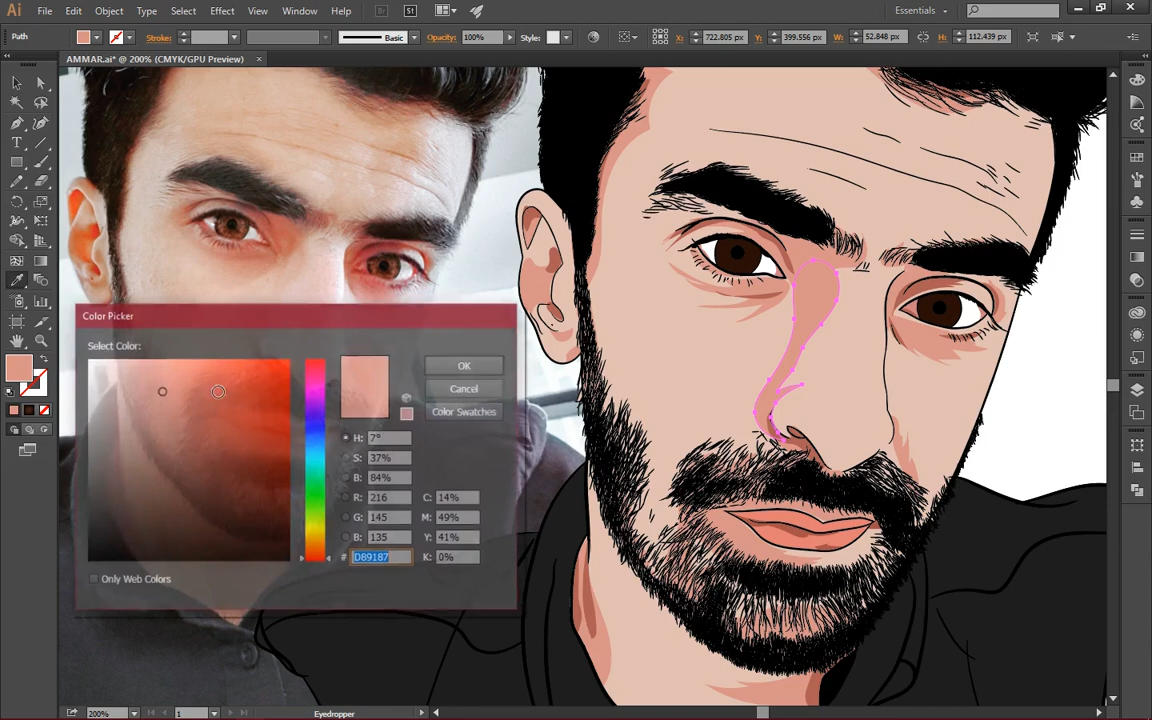 Ai File Edit Object Type Select Effect View Window Help Br St Essentials
Path Stroke: Basic Opacity: 100% Style: X: 722.805 px Y: 399.556 px W: 52.848 px H: 112.439 px
AMMAR.ai* @ 200% (CMYK/GPU Preview) ×
Color Picker
Select Color:
OK
Cancel
Color Swatches
H: 7°
S: 37%
B: 84%
R: 216 C: 14%
G: 145 M: 49%
B: 135 Y: 41%
# D89187 K: 0%
Only Web Colors
200% 1 Eyedropper